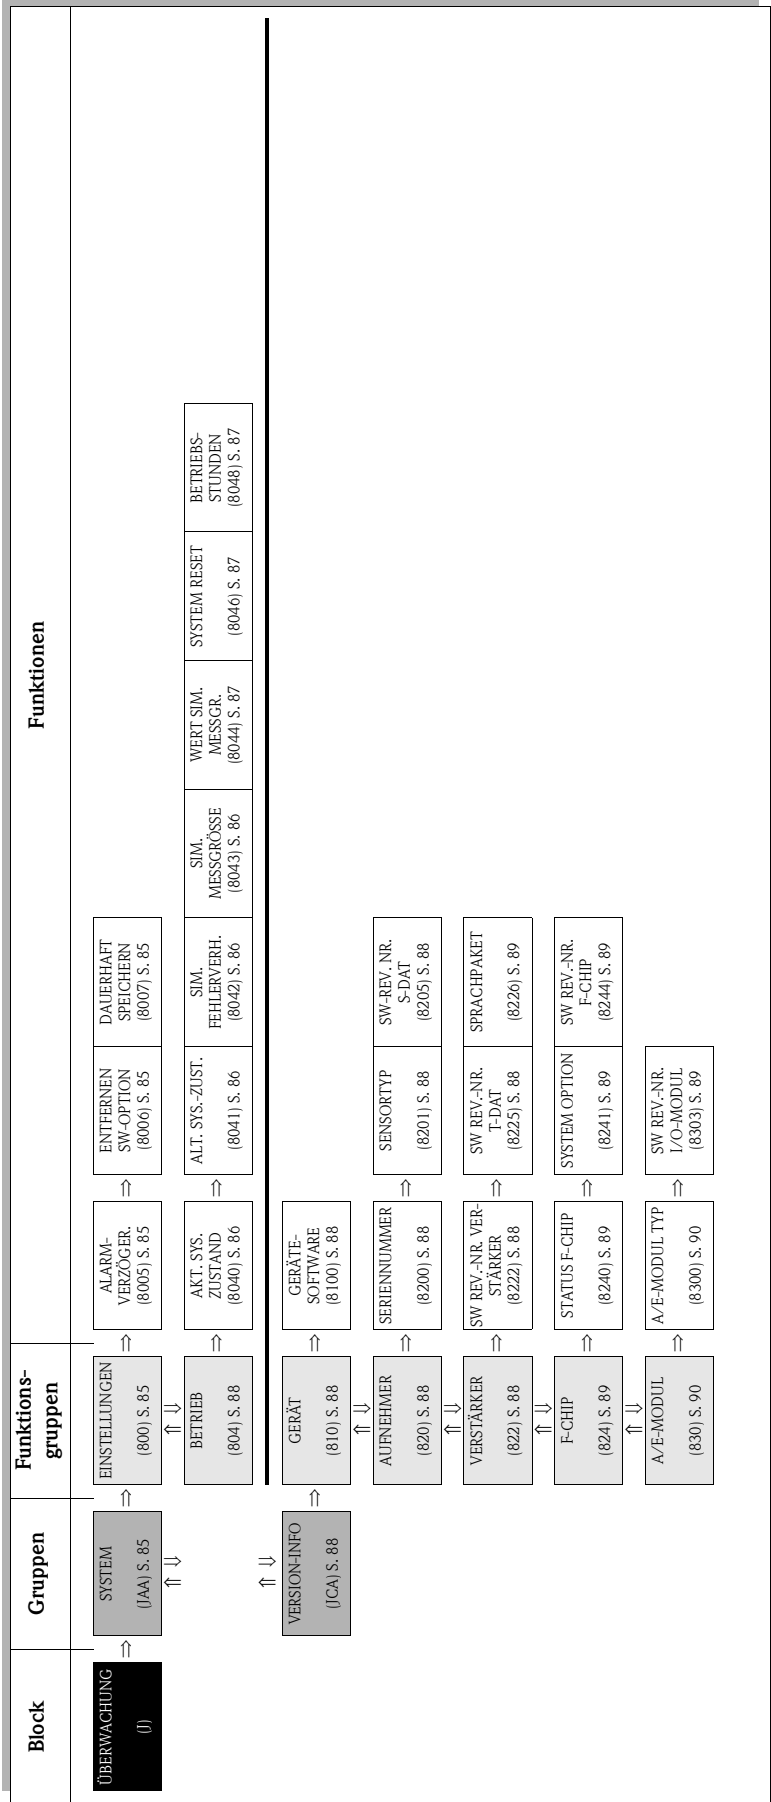 Block
Gruppen
Funktions-
gruppen
Funktionen
ÜBERWACHUNG
(J)
⇒
SYSTEM
(JAA) S. 85
⇒
EINSTELLUNGEN
(800) S. 85
⇒
ALARM-
VERZÖGER.
(8005) S. 85
⇒
ENTFERNEN
SW-OPTION
(8006) S. 85
DAUERHAFT
SPEICHERN
(8007) S. 85
⇑ ⇓
⇑ ⇓
BETRIEB
(804) S. 88
⇒
AKT. SYS.
ZUSTAND
(8040) S. 86
⇒
ALT. SYS.-ZUST.
(8041) S. 86
SIM.
FEHLERVERH.
(8042) S. 86
SIM.
MESSGRÖSSE
(8043) S. 86
WERT SIM.
MESSGR.
(8044) S. 87
SYSTEM RESET
(8046) S. 87
BETRIEBS-
STUNDEN
(8048) S. 87
⇑ ⇓
VERSION-INFO
(JCA) S. 88
⇒
GERÄT
(810) S. 88
⇒
GERÄTE-
SOFTWARE
(8100) S. 88
⇑ ⇓
AUFNEHMER
(820) S. 88
⇒
SERIENNUMMER
(8200) S. 88
⇒
SENSORTYP
(8201) S. 88
SW-REV. NR.
S-DAT
(8205) S. 88
⇑ ⇓
VERSTÄRKER
(822) S. 88
⇒
SW REV.-NR. VER-
STÄRKER
(8222) S. 88
⇒
SW REV.-NR.
T-DAT
(8225) S. 88
SPRACHPAKET
(8226) S. 89
⇑ ⇓
F-CHIP
(824) S. 89
⇒
STATUS F-CHIP
(8240) S. 89
⇒
SYSTEM OPTION
(8241) S. 89
SW REV.-NR.
F-CHIP
(8244) S. 89
⇑ ⇓
A/E-MODUL
(830) S. 90
⇒
A/E-MODUL TYP
(8300) S. 90
⇒
SW REV.-NR.
I/O-MODUL
(8303) S. 89